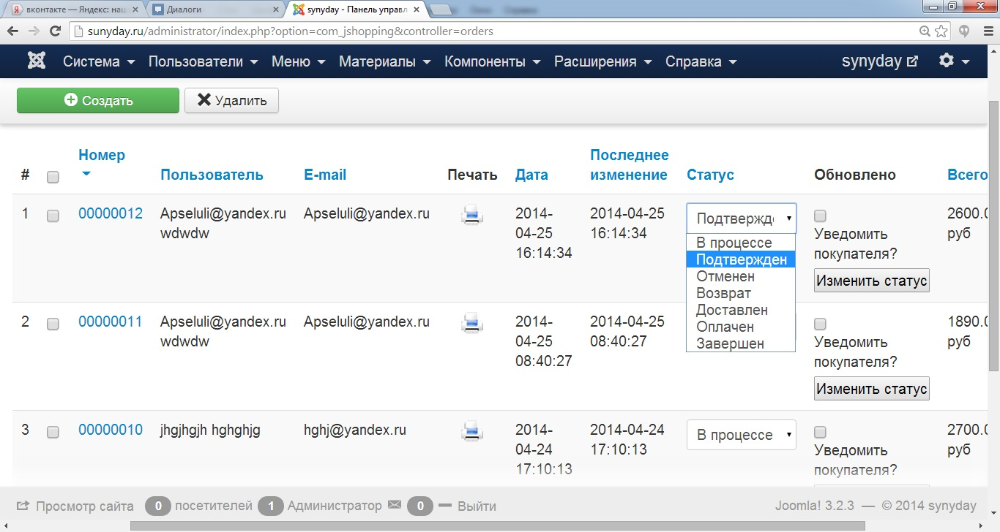 вконтакте — Яндекс: наш
Диалоги
synyday - Панель управл
sunyday.ru/administrator/index.php?option=com_jshopping&controller=orders
Система Пользователи Меню Материалы Компоненты Расширения Справка synyday
Создать Удалить
Номер Последнее
# Пользователь E-mail Печать Дата изменение Статус Обновлено Всего
1 00000012 Apseluli@yandex.ru Apseluli@yandex.ru 2014- 2014-04-25 Подтвержде 2600.0
wdwdw 04-25 16:14:34 Уведомить руб
16:14:34 покупателя?
Изменить статус
В процессе
Подтвержден
Отменен
Возврат
Доставлен
Оплачен
Завершен
2 00000011 Apseluli@yandex.ru Apseluli@yandex.ru 2014- 2014-04-25 1890.0
wdwdw 04-25 08:40:27 Уведомить руб
08:40:27 покупателя?
Изменить статус
3 00000010 jhgjhgjh hghghjg hghj@yandex.ru 2014- 2014-04-24 В процессе 2700.0
04-24 17:10:13 Уведомить руб
17:10:13 покупателя?
Просмотр сайта 0 посетителей 1 Администратор 0 Выйти Joomla! 3.2.3 — © 2014 synyday